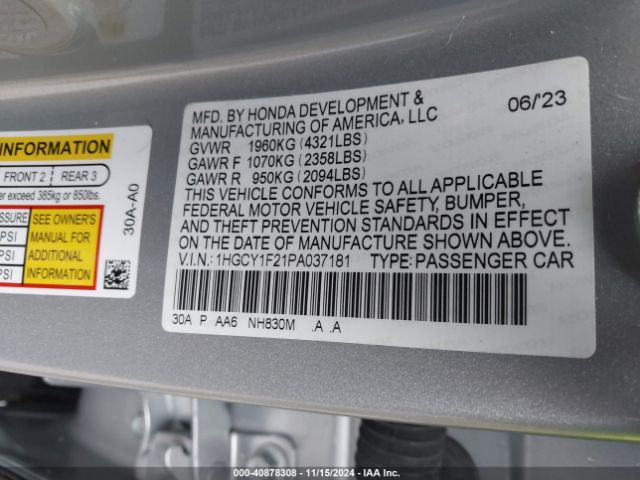 MFD. BY HONDA DEVELOPMENT & 06/'23
MANUFACTURING OF AMERICA, LLC
GVWR 1960KG (4321LBS)
GAWR F 1070KG (2358LBS)
GAWR R 950KG (2094LBS)
THIS VEHICLE CONFORMS TO ALL APPLICABLE
FEDERAL MOTOR VEHICLE SAFETY, BUMPER,
AND THEFT PREVENTION STANDARDS IN EFFECT
ON THE DATE OF MANUFACTURE SHOWN ABOVE.
V.I.N.: 1HGCY1F21PA037181 TYPE: PASSENGER CAR
30A P AA6 NH830M .A .A
INFORMATION
FRONT 2 REAR 3
er exceed 385kg or 850lbs.
SSURE SEE OWNER'S
PSI MANUAL FOR
ADDITIONAL
PSI INFORMATION
30A-A0
000-40878308 - 11/15/2024 - IAA Inc.